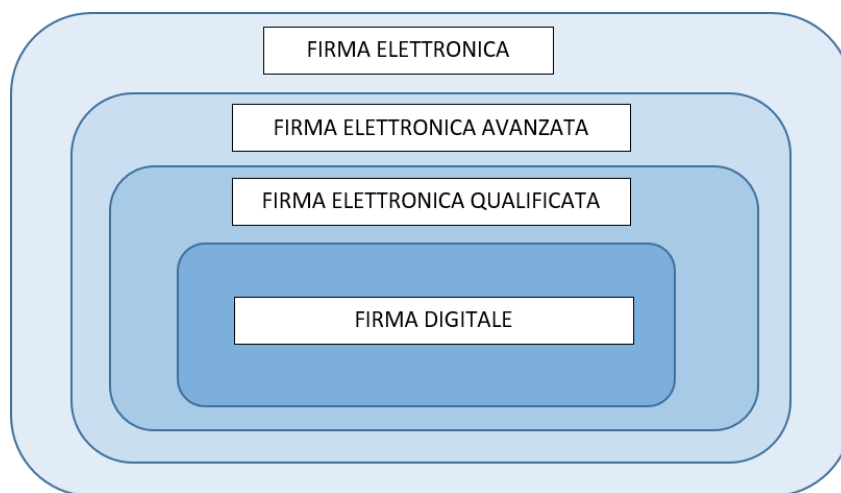 FIRMA ELETTRONICA
FIRMA ELETTRONICA AVANZATA
FIRMA ELETTRONICA QUALIFICATA
FIRMA DIGITALE